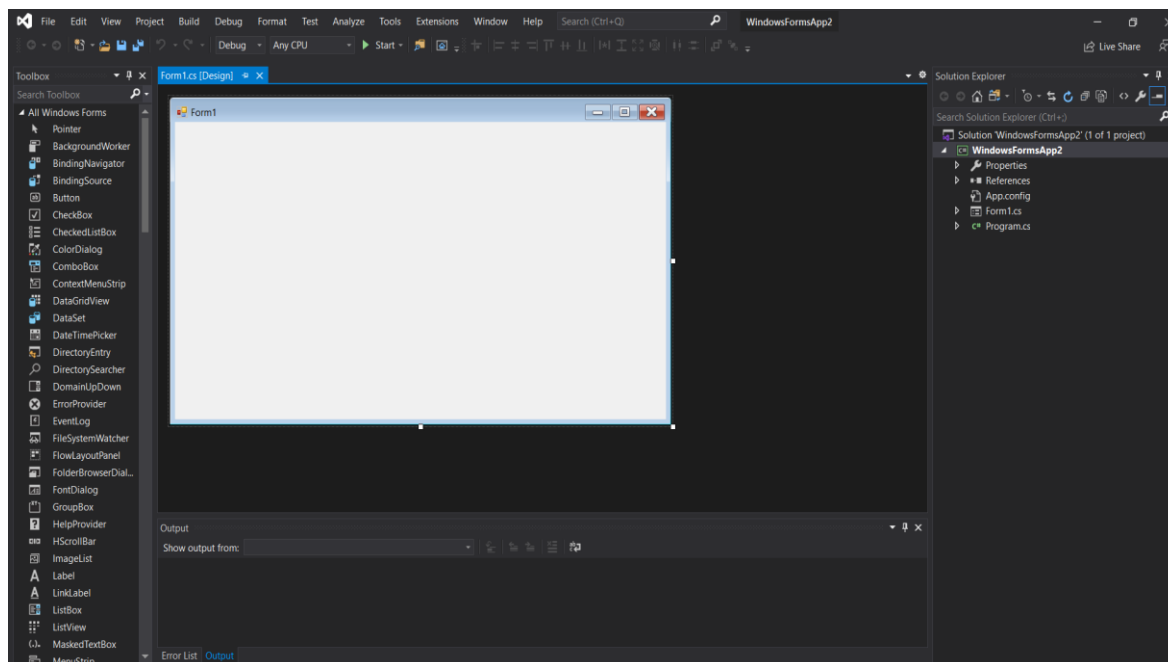 File Edit View Project Build Debug Format Test Analyze Tools Extensions Window Help Search (Ctrl+Q) WindowsFormsApp2
Debug Any CPU Start Live Share
Toolbox
Search Toolbox
All Windows Forms
Pointer
BackgroundWorker
BindingNavigator
BindingSource
Button
CheckBox
CheckedListBox
ColorDialog
ComboBox
ContextMenuStrip
DataGridView
DataSet
DateTimePicker
DirectoryEntry
DirectorySearcher
DomainUpDown
ErrorProvider
EventLog
FileSystemWatcher
FlowLayoutPanel
FolderBrowserDial...
FontDialog
GroupBox
HelpProvider
HScrollBar
ImageList
Label
LinkLabel
ListBox
ListView
MaskedTextBox
MenuStrip
Form1.cs [Design]
Form1
Output
Show output from:
Error List Output
Solution Explorer
Search Solution Explorer (Ctrl+;)
Solution 'WindowsFormsApp2' (1 of 1 project)
WindowsFormsApp2
Properties
References
App.config
Form1.cs
C# Program.cs